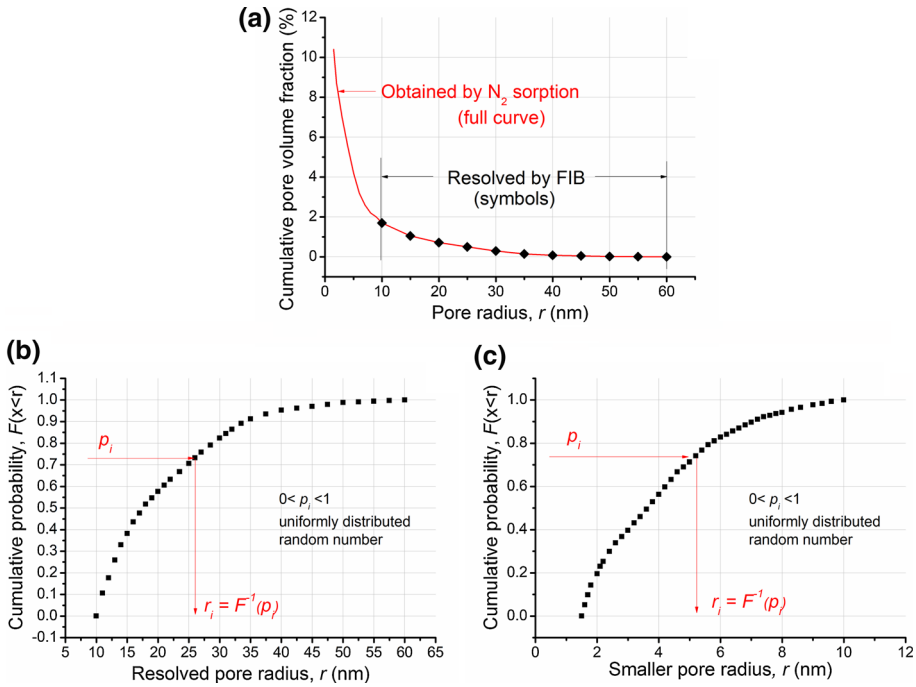 (a)
Cumulative pore volume fraction (%)
12
10
8
6
4
2
0
Obtained by N₂ sorption
(full curve)
Resolved by FIB
(symbols)
0 10 20 30 40 50 60
Pore radius, r (nm)
(b)
Cumulative probability, F(x<r)
1.1
1.0
0.9
0.8
0.7
0.6
0.5
0.4
0.3
0.2
0.1
0.0
-0.1
pᵢ
0< pᵢ <1
uniformly distributed
random number
rᵢ = F⁻¹(pᵢ)
5 10 15 20 25 30 35 40 45 50 55 60 65
Resolved pore radius, r (nm)
(c)
Cumulative probability, F(x<r)
1.0
0.8
0.6
0.4
0.2
0.0
pᵢ
0< pᵢ <1
uniformly distributed
random number
rᵢ = F⁻¹(pᵢ)
0 2 4 6 8 10 12
Smaller pore radius, r (nm)